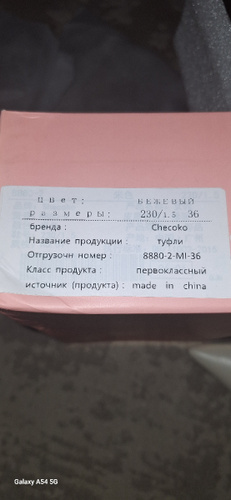 цвет: БЕЖЕВЫЙ
размеры: 230/1.5 36
бренда : Checoko
Название продукции : туфли
Отгрузочн номер : 8880-2-MI-36
Класс продукта : первоклассный
источник (продукта) : made in china
Galaxy A54 5G